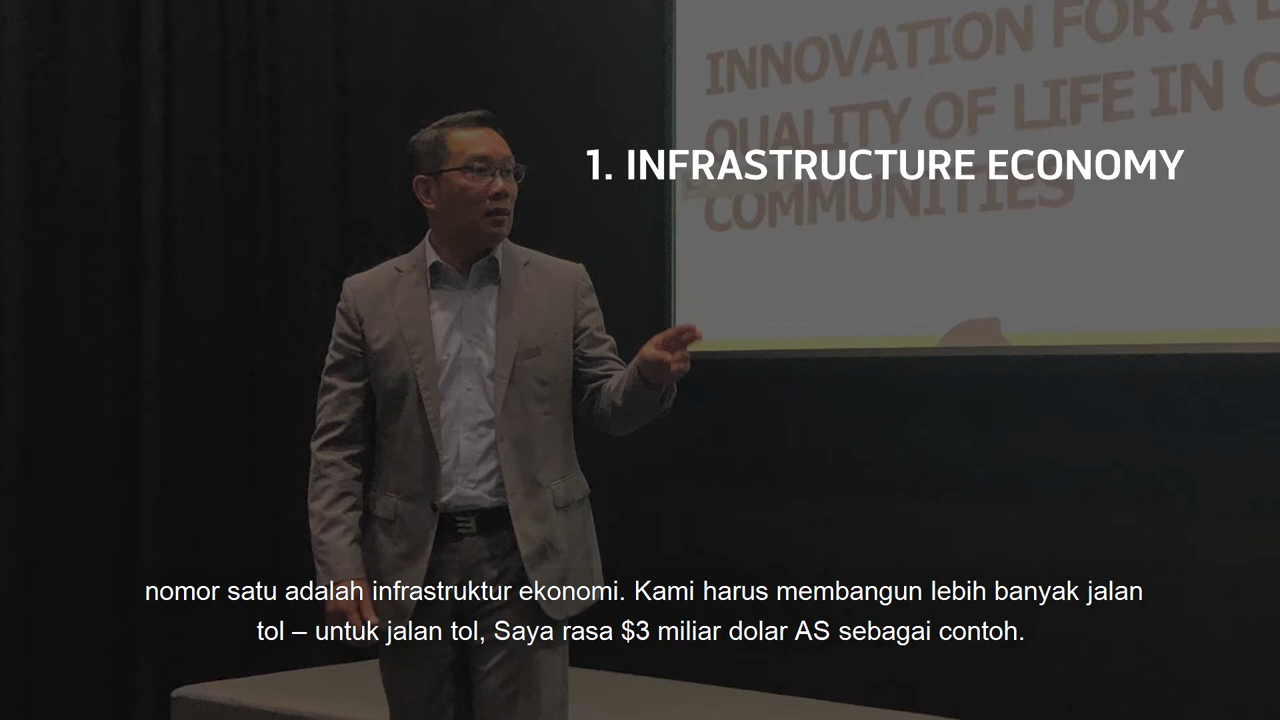 INNOVATION FOR A
QUALITY OF LIFE IN
1. INFRASTRUCTURE ECONOMY
COMMUNITIES
nomor satu adalah infrastruktur ekonomi. Kami harus membangun lebih banyak jalan
tol – untuk jalan tol, Saya rasa $3 miliar dolar AS sebagai contoh.